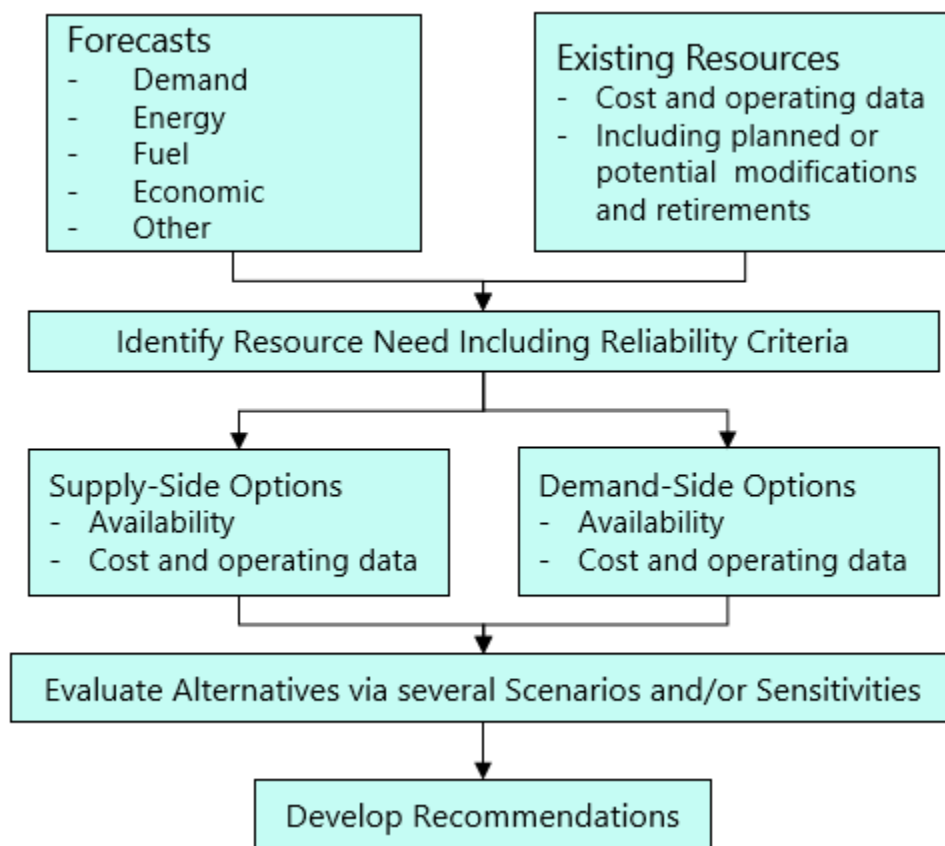 Forecasts
- Demand
- Energy
- Fuel
- Economic
- Other
Existing Resources
- Cost and operating data
- Including planned or
potential modifications
and retirements
Identify Resource Need Including Reliability Criteria
Supply-Side Options
- Availability
- Cost and operating data
Demand-Side Options
- Availability
- Cost and operating data
Evaluate Alternatives via several Scenarios and/or Sensitivities
Develop Recommendations